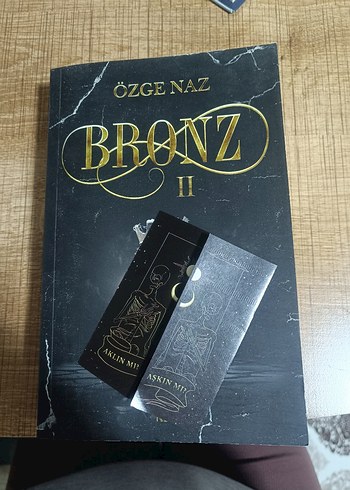 ÖZGE NAZ
BRONZ
II
AKLIN MI?
AŞKIN MI?